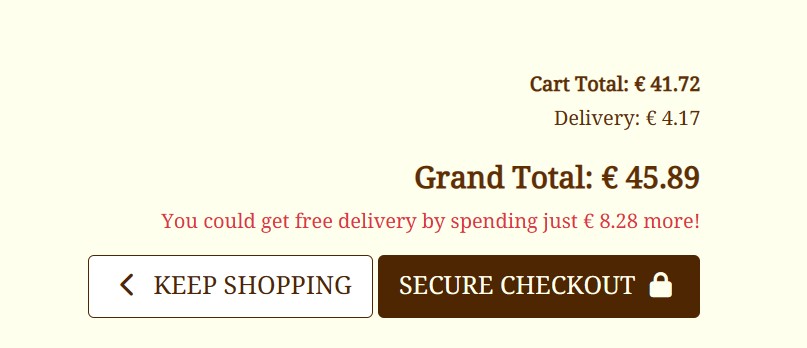 Cart Total: € 41.72
Delivery: € 4.17
Grand Total: € 45.89
You could get free delivery by spending just € 8.28 more!
KEEP SHOPPING
SECURE CHECKOUT